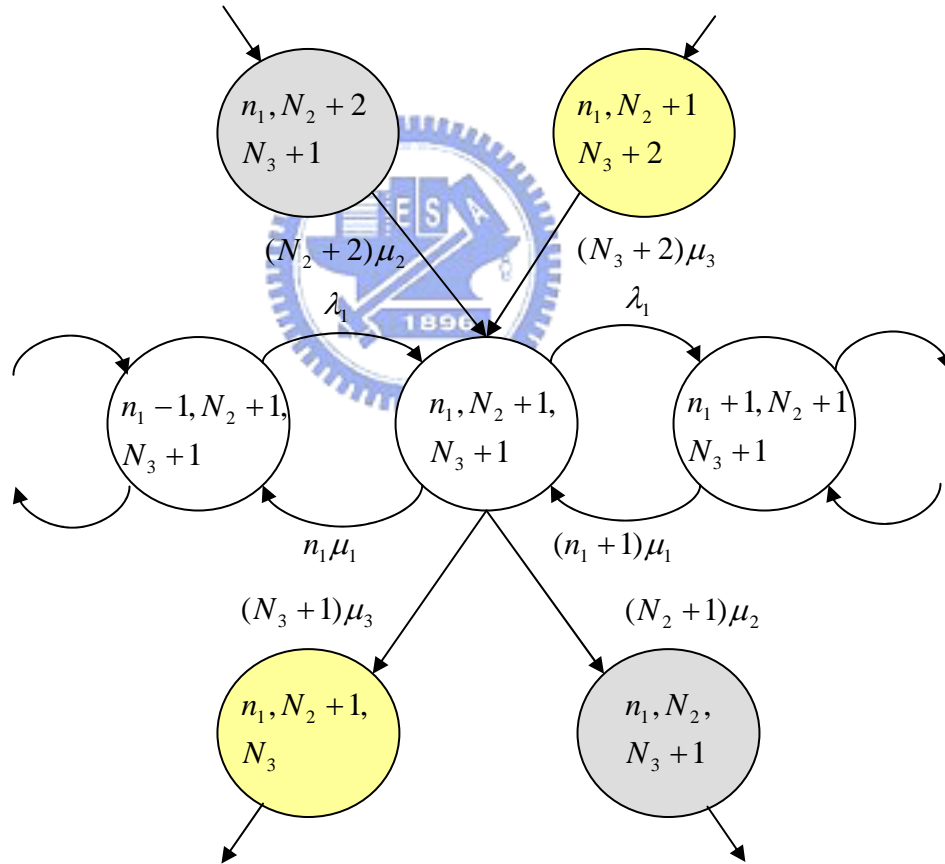 n₁, N₂ + 2
N₃ + 1
n₁, N₂ + 1
N₃ + 2
E S A
(N₂ + 2)μ₂
(N₃ + 2)μ₃
λ₁
λ₁
1896
n₁ − 1, N₂ + 1,
N₃ + 1
n₁, N₂ + 1,
N₃ + 1
n₁ + 1, N₂ + 1
N₃ + 1
n₁μ₁
(n₁ + 1)μ₁
(N₃ + 1)μ₃
(N₂ + 1)μ₂
n₁, N₂ + 1,
N₃
n₁, N₂,
N₃ + 1